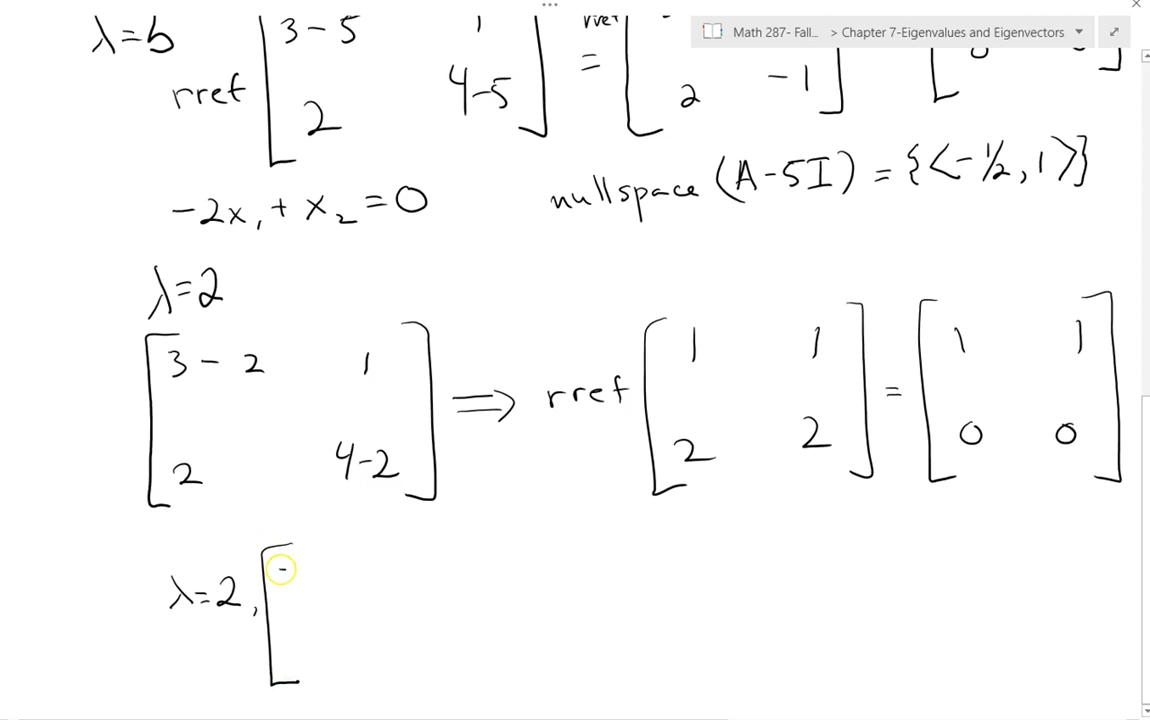 Math 287- Fall... > Chapter 7-Eigenvalues and Eigenvectors
λ=5 3-5 1 rref
rref = 
2 4-5 2 -1 0
-2x₁ + x₂ = 0 nullspace (A-5I) = {<-½, 1>}
λ=2
3-2 1 ⟹ rref 1 1 = 1 1
2 4-2 2 2 0 0
λ=2, [ -